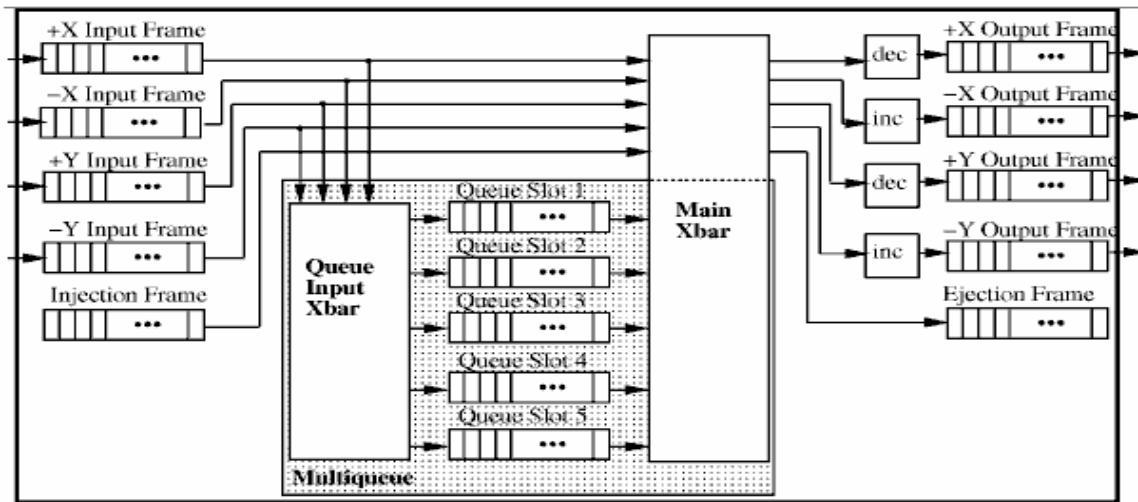 +X Input Frame
−X Input Frame
+Y Input Frame
−Y Input Frame
Injection Frame
Queue
Input
Xbar
Queue Slot 1
Queue Slot 2
Queue Slot 3
Queue Slot 4
Queue Slot 5
Multiqueue
Main
Xbar
dec
inc
dec
inc
+X Output Frame
−X Output Frame
+Y Output Frame
−Y Output Frame
Ejection Frame